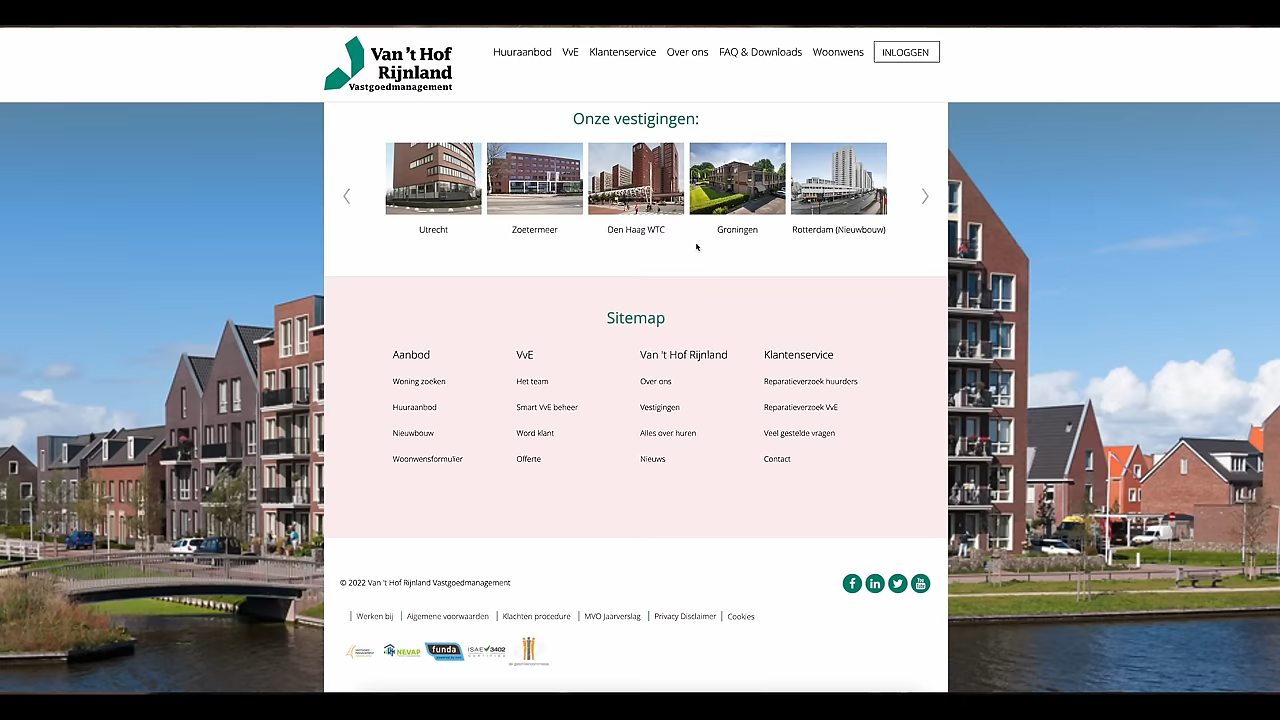 Van 't Hof
Rijnland
Vastgoedmanagement
Huuraanbod VvE Klantenservice Over ons FAQ & Downloads Woonwens INLOGGEN
Onze vestigingen:
Utrecht Zoetermeer Den Haag WTC Groningen Rotterdam (Nieuwbouw)
Sitemap
Aanbod VvE Van 't Hof Rijnland Klantenservice
Woning zoeken Het team Over ons Reparatieverzoek huurders
Huuraanbod Smart VvE beheer Vestigingen Reparatieverzoek VvE
Nieuwbouw Word klant Alles over huren Veel gestelde vragen
Woonwensformulier Offerte Nieuws Contact
© 2022 Van 't Hof Rijnland Vastgoedmanagement
Werken bij Algemene voorwaarden Klachten procedure MVO Jaarverslag Privacy Disclaimer Cookies
NEVAP funda ISAE 3402